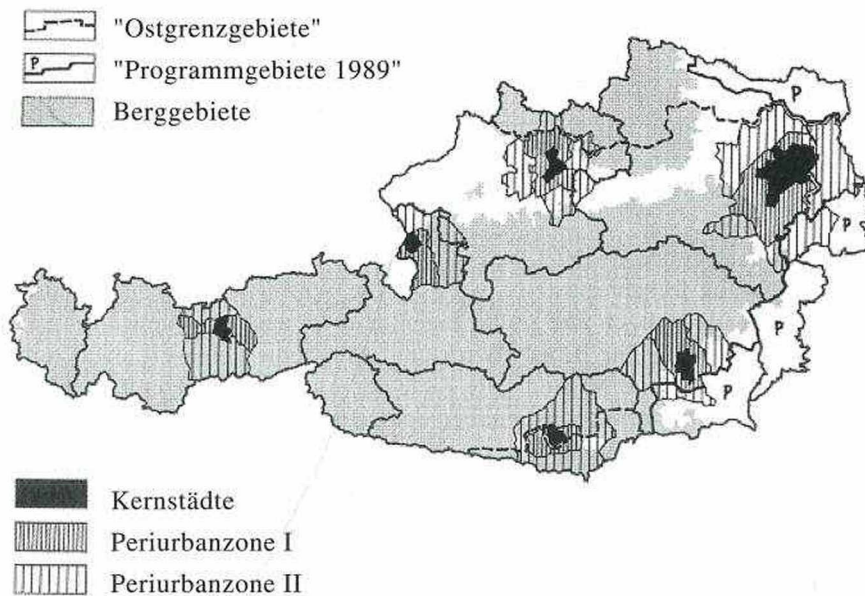 "Ostgrenzgebiete"
P
"Programmgebiete 1989"
Berggebiete
P
P
P
P
Kernstädte
Periurbanzone I
Periurbanzone II